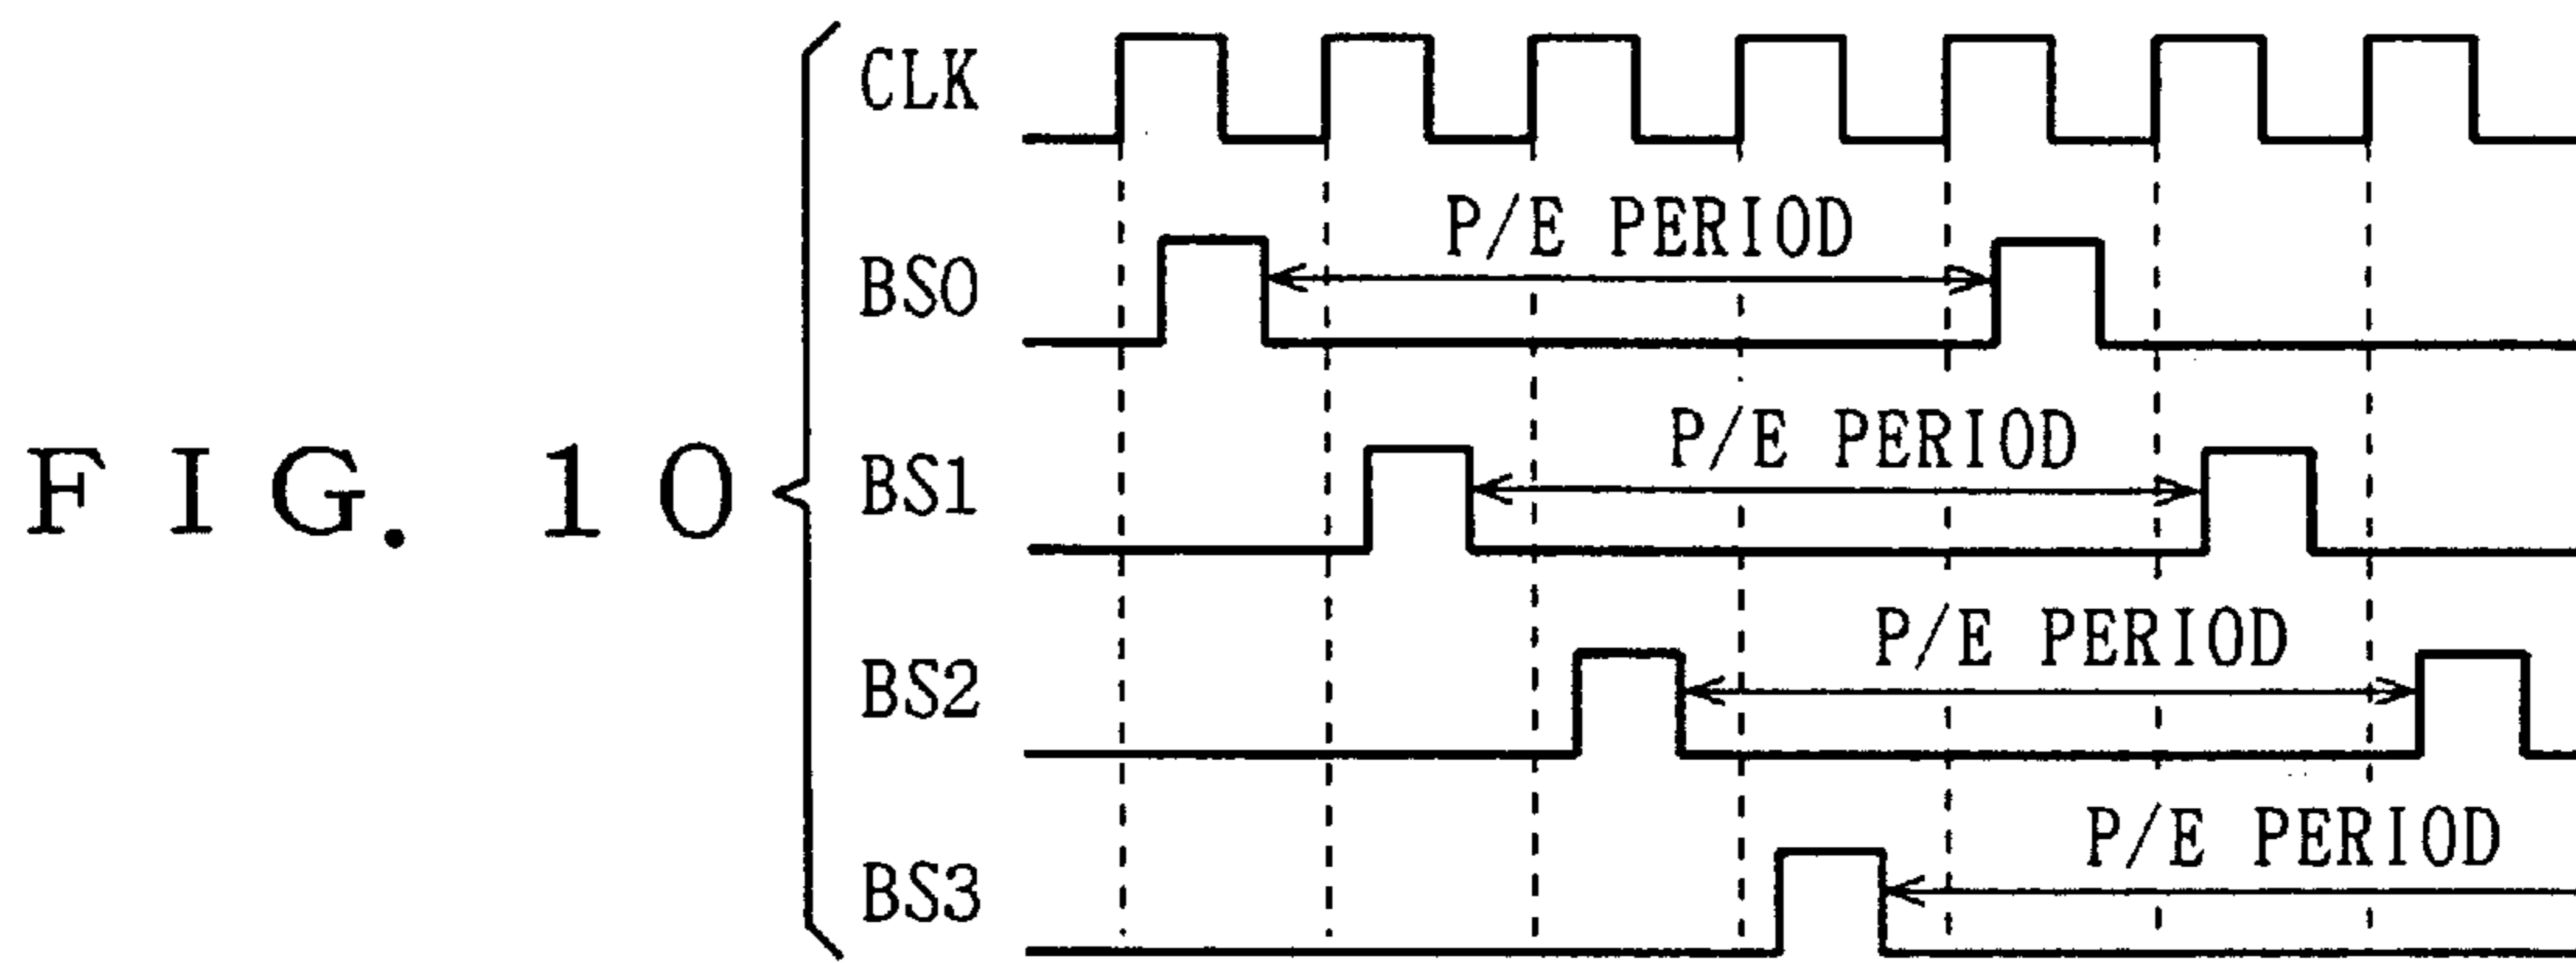 FIG. 10
CLK
P/E PERIOD
BS0
P/E PERIOD
BS1
P/E PERIOD
BS2
P/E PERIOD
BS3